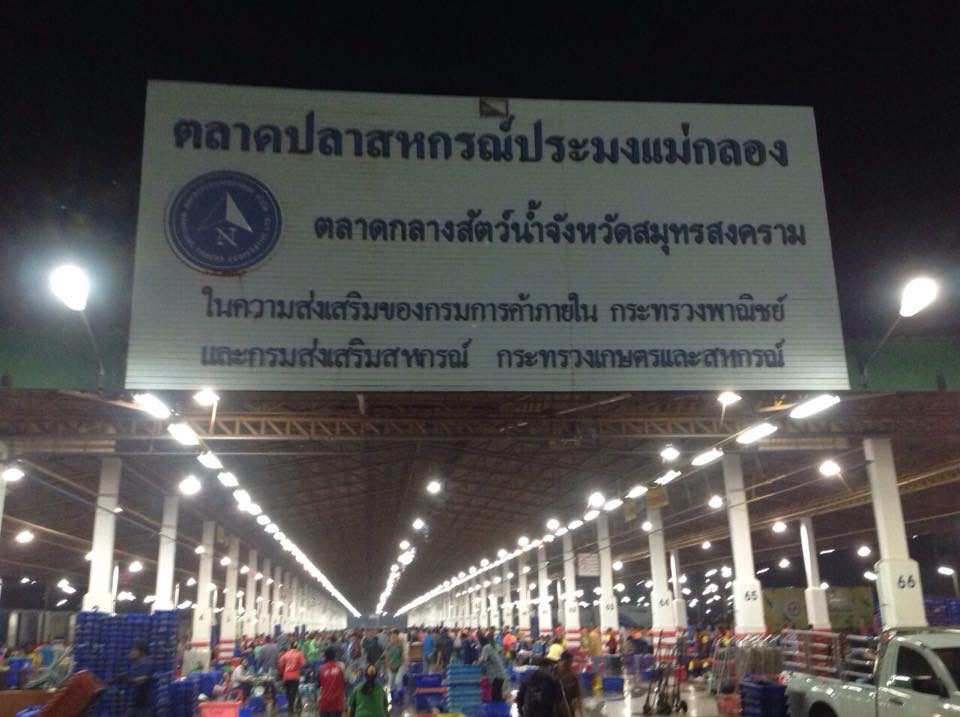 ตลาดปลาสหกรณ์ประมงแม่กลอง
N
ตลาดกลางสัตว์น้ำจังหวัดสมุทรสงคราม
ในความส่งเสริมของกรมการค้าภายใน กระทรวงพาณิชย์
และกรมส่งเสริมสหกรณ์ กระทรวงเกษตรและสหกรณ์
64
65
66